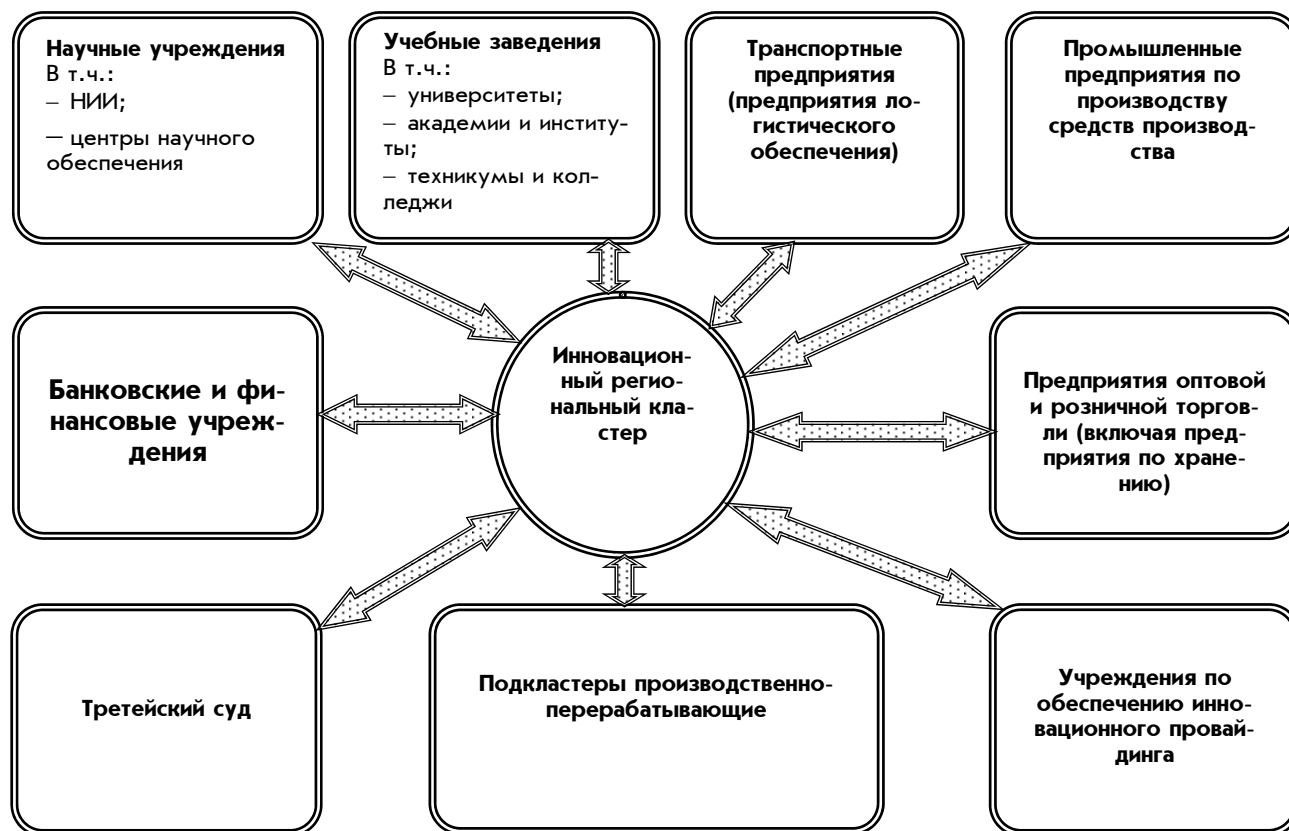 Научные учреждения
В т.ч.:
– НИИ;
– центры научного
обеспечения
Учебные заведения
В т.ч.:
– университеты;
– академии и институ-
ты;
– техникумы и кол-
леджи
Транспортные
предприятия
(предприятия ло-
гистического
обеспечения)
Промышленные
предприятия по
производству
средств производ-
ства
Банковские и фи-
нансовые учреж-
дения
Инновацион-
ный регио-
нальный кла-
стер
Предприятия оптовой
и розничной торгов-
ли (включая пред-
приятия по хране-
нию)
Третейский суд
Подкластеры производственно-
перерабатывающие
Учреждения по
обеспечению инно-
вационного провай-
динга